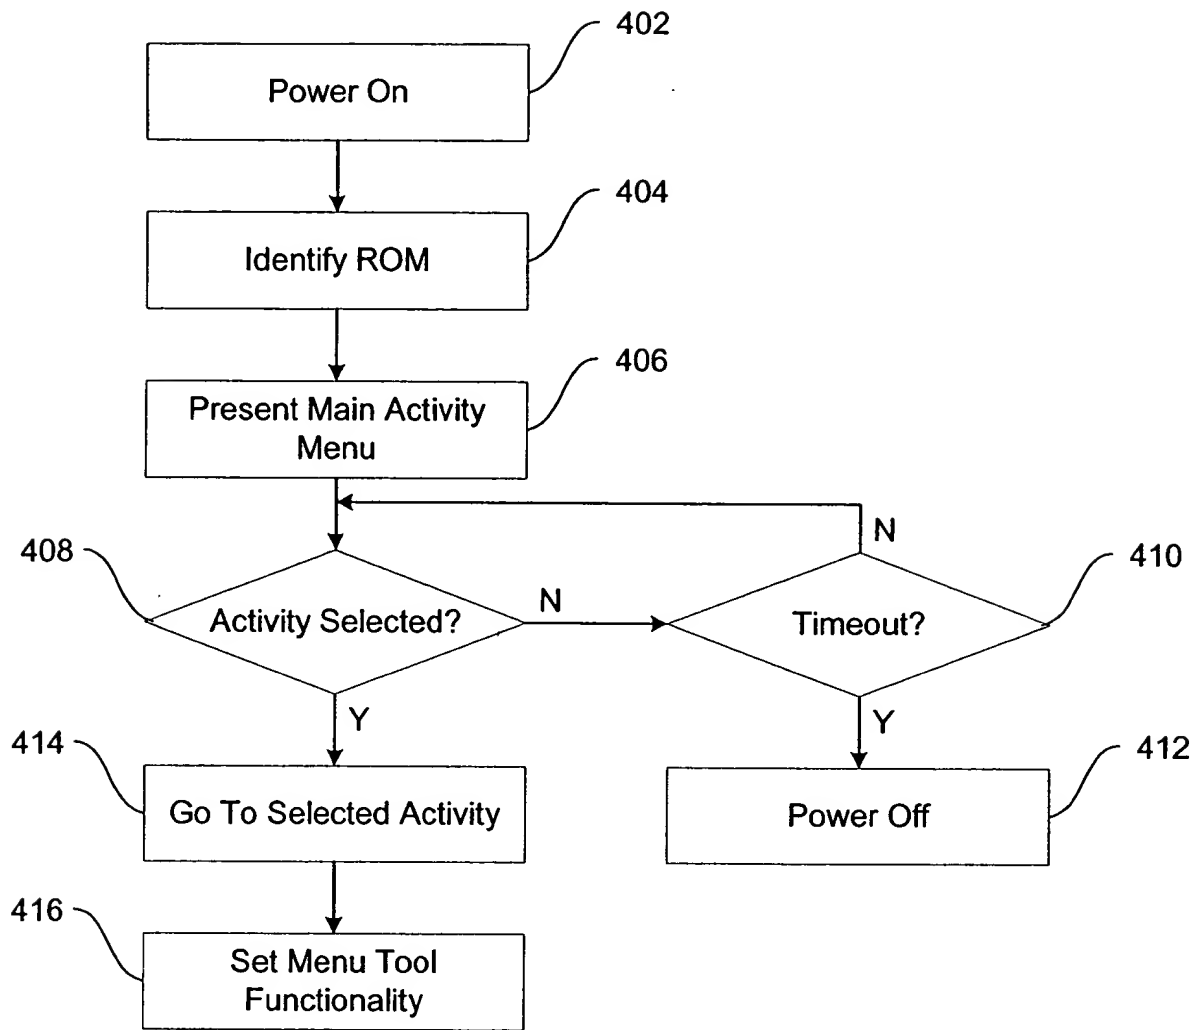 402
Power On
404
Identify ROM
406
Present Main Activity
Menu
N
408
410
Activity Selected?
N
Timeout?
Y
Y
414
412
Go To Selected Activity
Power Off
416
Set Menu Tool
Functionality